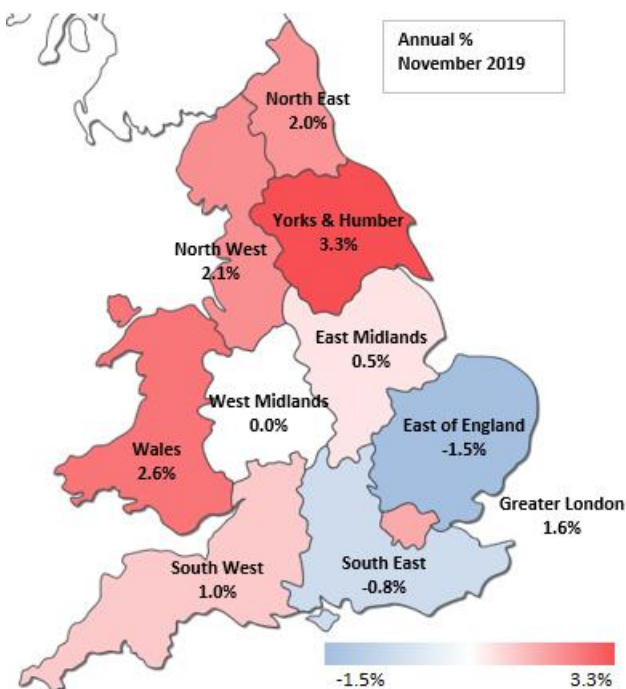 Annual %
November 2019
North East
2.0%
Yorks & Humber
3.3%
North West
2.1%
East Midlands
0.5%
West Midlands
0.0%
East of England
-1.5%
Wales
2.6%
Greater London
1.6%
South West
1.0%
South East
-0.8%
-1.5%
3.3%